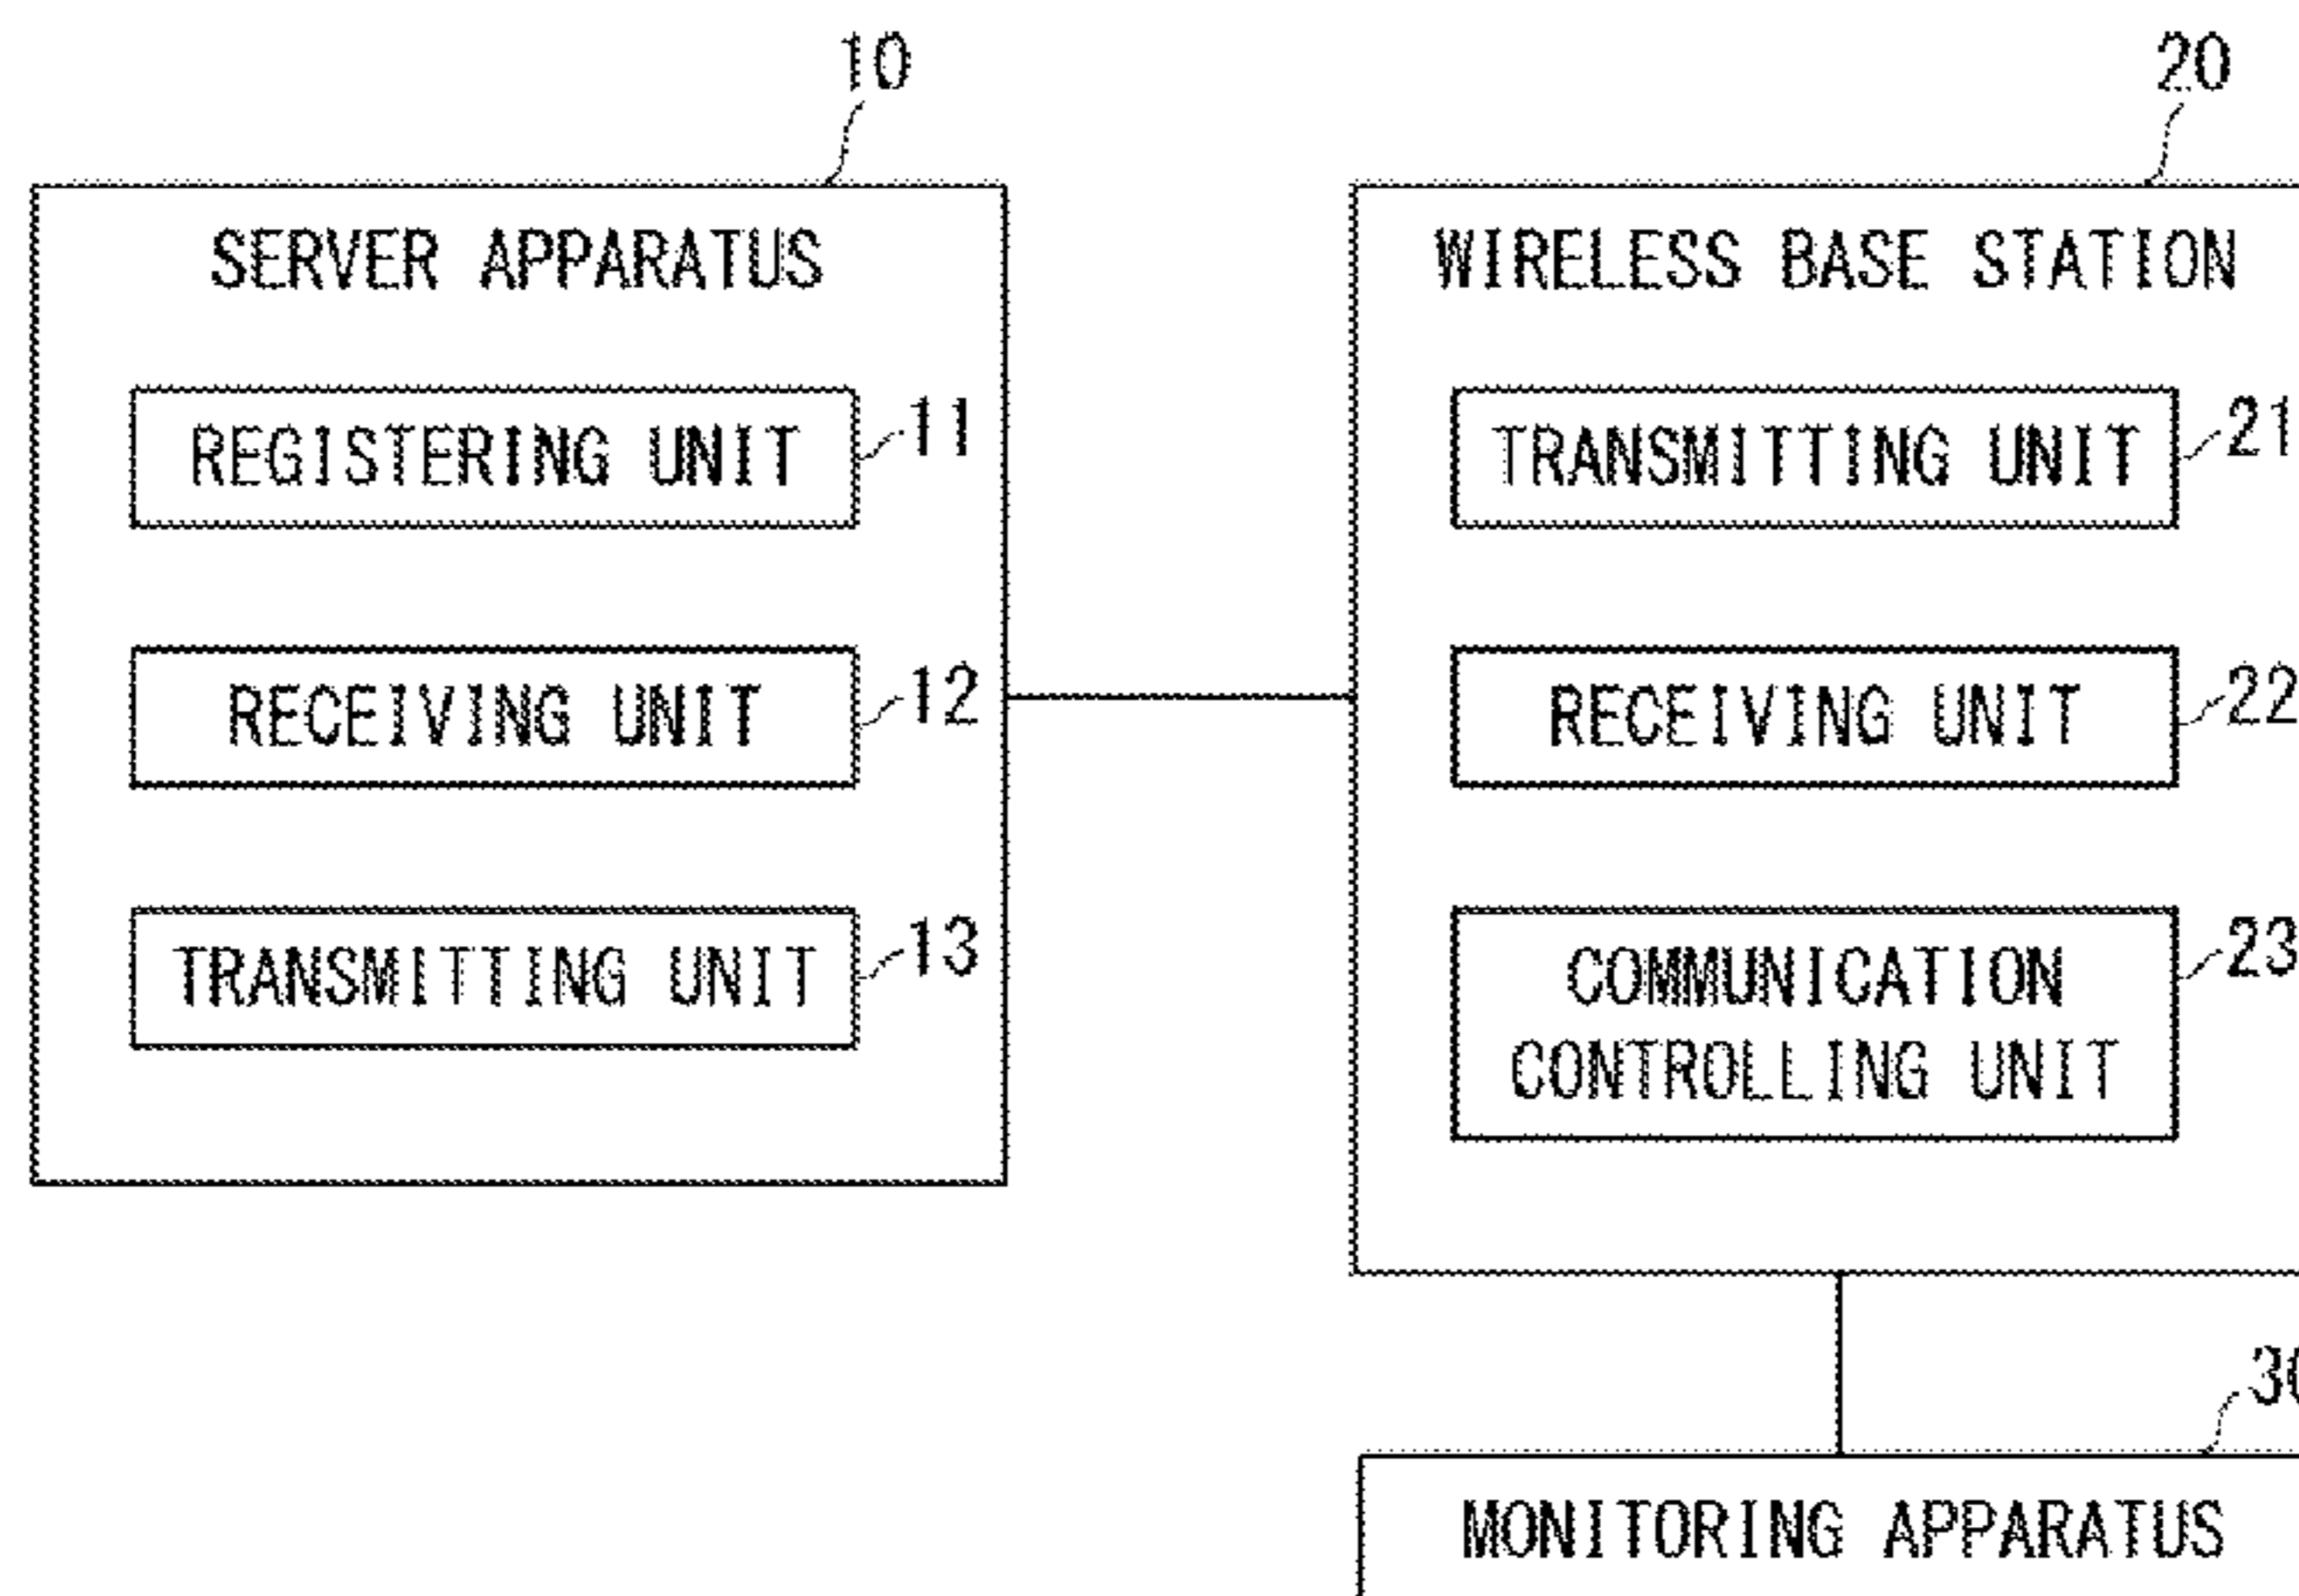 10
SERVER APPARATUS
REGISTERING UNIT
11
RECEIVING UNIT
12
TRANSMITTING UNIT
13
20
WIRELESS BASE STATION
TRANSMITTING UNIT
21
RECEIVING UNIT
22
COMMUNICATION
CONTROLLING UNIT
23
30
MONITORING APPARATUS